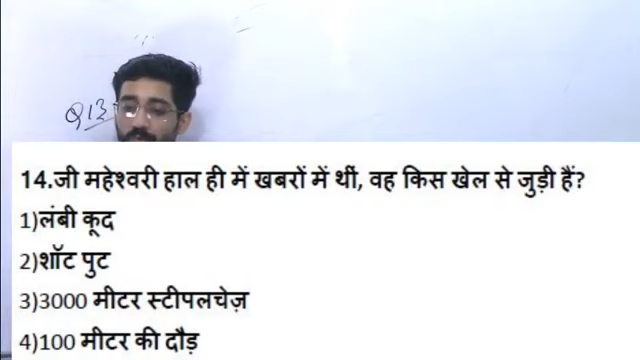 Q13
14.जी महेश्वरी हाल ही में खबरों में थीं, वह किस खेल से जुड़ी हैं?
1)लंबी कूद
2)शॉट पुट
3)3000 मीटर स्टीपलचेज़
4)100 मीटर की दौड़